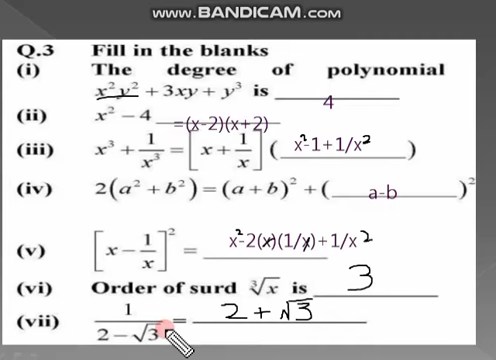 www.BANDICAM.com
Q.3 Fill in the blanks
(i) The degree of polynomial
x²y² + 3xy + y³ is 4
(ii) x² − 4 =(x-2)(x+2)
(iii) x³ + 1/x³ = [x + 1/x] ( x²-1+1/x² )
(iv) 2(a² + b²) = (a + b)² + ( a-b )²
(v) [x − 1/x]² = x²-2(x)(1/x)+1/x²
(vi) Order of surd ∛x is 3
(vii) 1/(2 − √3) = 2 + √3